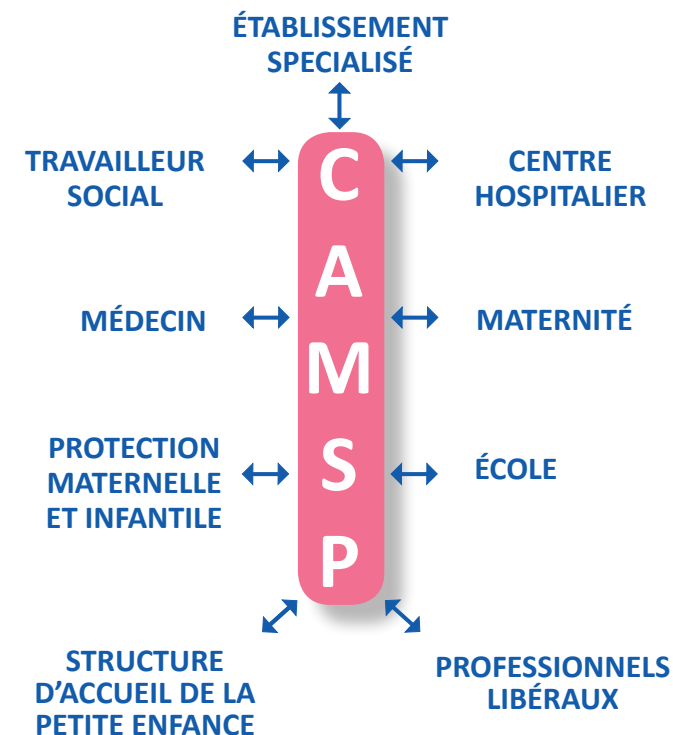 ÉTABLISSEMENT
SPECIALISÉ
TRAVAILLEUR
SOCIAL
CENTRE
HOSPITALIER
MÉDECIN
MATERNITÉ
PROTECTION
MATERNELLE
ET INFANTILE
ÉCOLE
C
A
M
S
P
STRUCTURE
D'ACCUEIL DE LA
PETITE ENFANCE
PROFESSIONNELS
LIBÉRAUX